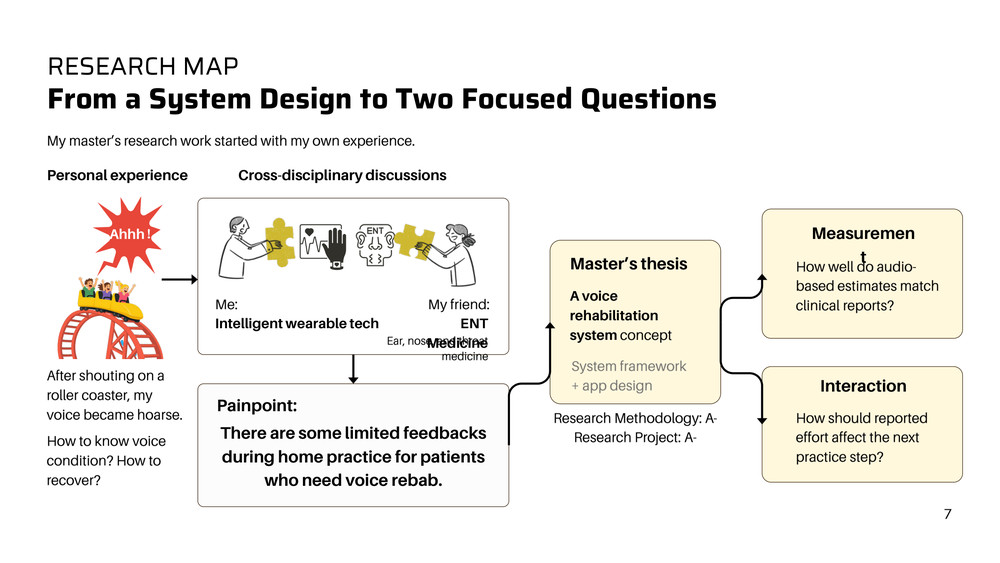 RESEARCH MAP
From a System Design to Two Focused Questions
My master's research work started with my own experience.
Personal experience
Cross-disciplinary discussions
Ahhh !
ENT
Me:
Intelligent wearable tech
My friend:
ENT
Medicine
Ear, nose, and throat
medicine
After shouting on a
roller coaster, my
voice became hoarse.
How to know voice
condition? How to
recover?
Painpoint:
There are some limited feedbacks
during home practice for patients
who need voice rebab.
Master's thesis
A voice
rehabilitation
system concept
System framework
+ app design
Research Methodology: A-
Research Project: A-
Measuremen
t
How well do audio-
based estimates match
clinical reports?
Interaction
How should reported
effort affect the next
practice step?
7